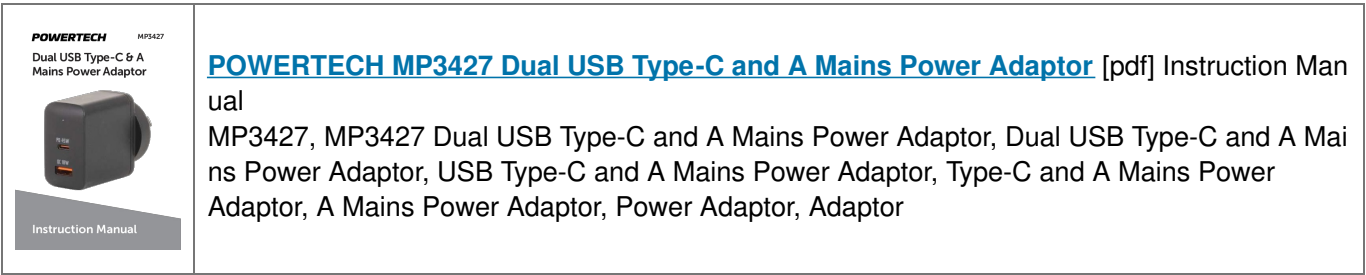 POWERTECH MP3427
Dual USB Type-C & A
Mains Power Adaptor
Instruction Manual
POWERTECH MP3427 Dual USB Type-C and A Mains Power Adaptor [pdf] Instruction Man
ual
MP3427, MP3427 Dual USB Type-C and A Mains Power Adaptor, Dual USB Type-C and A Mai
ns Power Adaptor, USB Type-C and A Mains Power Adaptor, Type-C and A Mains Power
Adaptor, A Mains Power Adaptor, Power Adaptor, Adaptor